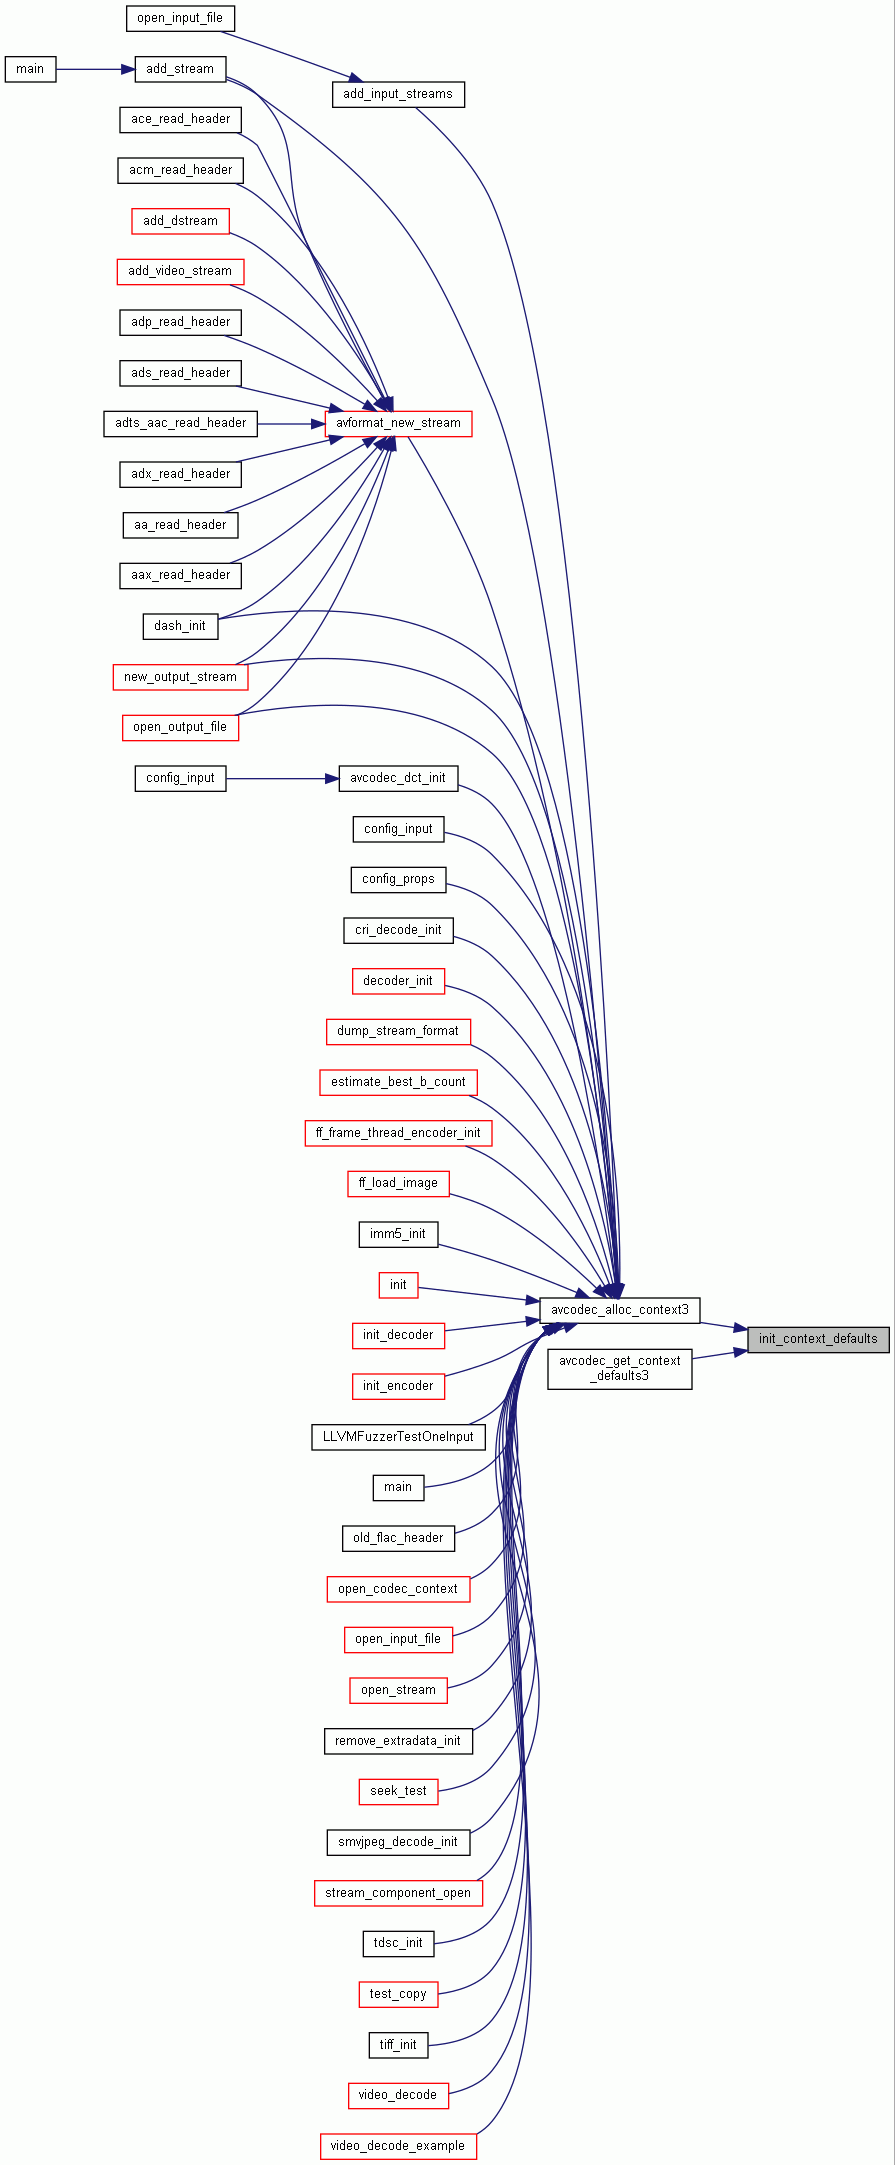 open_input_file
main
add_stream
add_input_streams
ace_read_header
acm_read_header
add_dstream
add_video_stream
adp_read_header
ads_read_header
adts_aac_read_header
avformat_new_stream
adx_read_header
aa_read_header
aax_read_header
dash_init
new_output_stream
open_output_file
config_input
avcodec_dct_init
config_input
config_props
cri_decode_init
decoder_init
dump_stream_format
estimate_best_b_count
ff_frame_thread_encoder_init
ff_load_image
imm5_init
init
avcodec_alloc_context3
init_decoder
init_context_defaults
avcodec_get_context
_defaults3
init_encoder
LLVMFuzzerTestOneInput
main
old_flac_header
open_codec_context
open_input_file
open_stream
remove_extradata_init
seek_test
smvjpeg_decode_init
stream_component_open
tdsc_init
test_copy
tiff_init
video_decode
video_decode_example